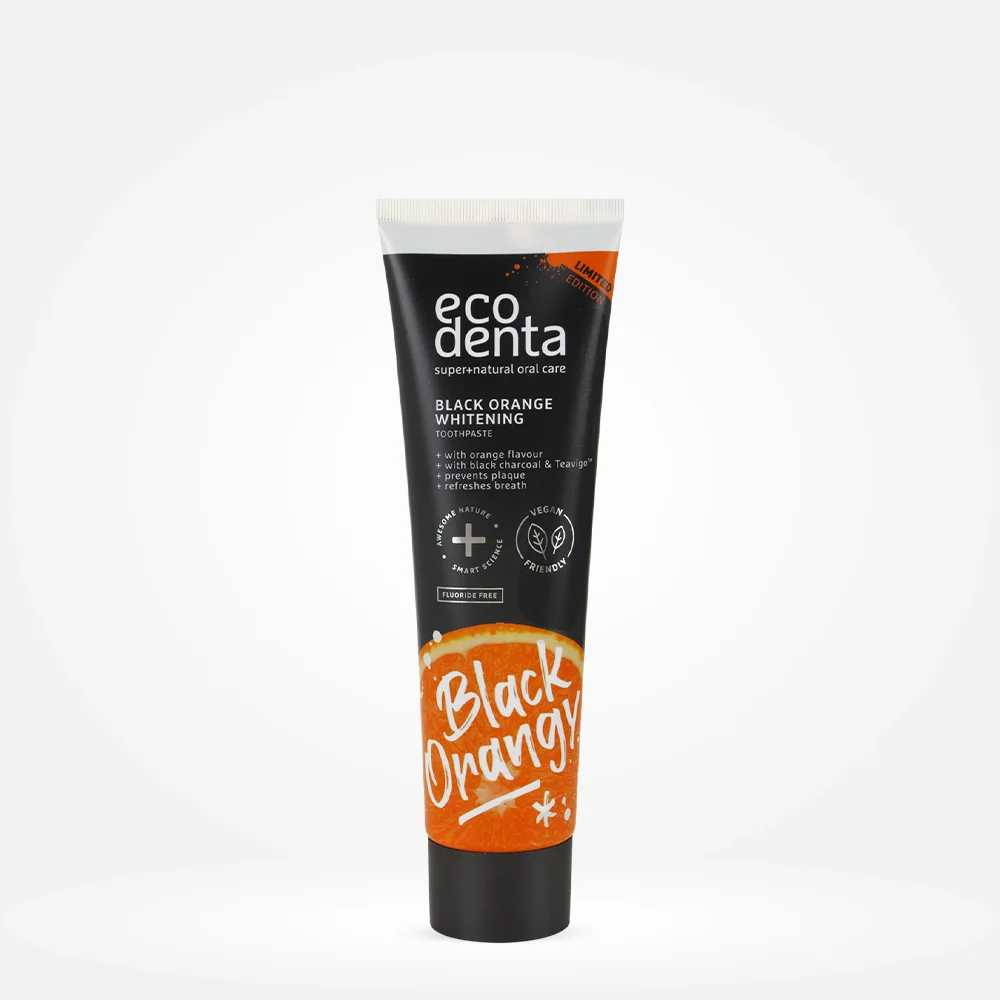 LIMITED
EDITION
eco
denta
super+natural oral care
BLACK ORANGE
WHITENING
TOOTHPASTE
+ with orange flavour
+ with black charcoal & Teavigo™
+ prevents plaque
+ refreshes breath
AWESOME NATURE
SMART SCIENCE
VEGAN
FRIENDLY
FLUORIDE FREE
Black
Orangy.